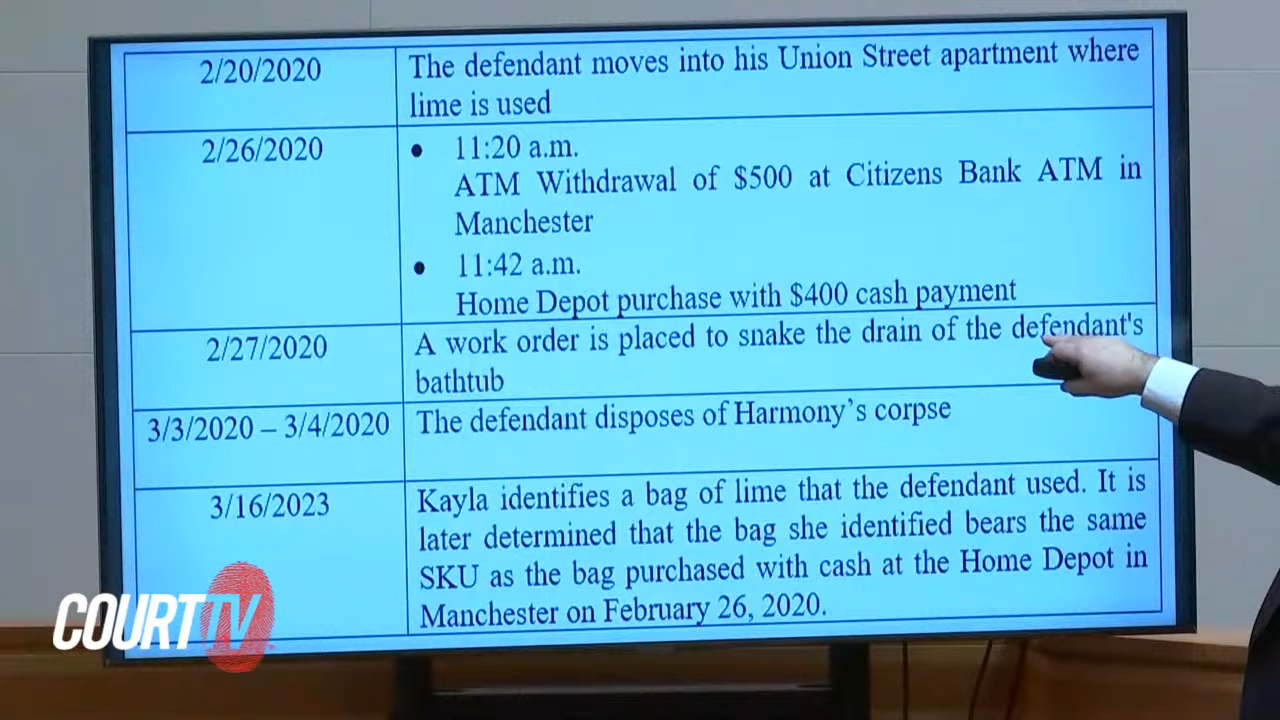 2/20/2020
The defendant moves into his Union Street apartment where
lime is used
2/26/2020
• 11:20 a.m.
ATM Withdrawal of $500 at Citizens Bank ATM in
Manchester
• 11:42 a.m.
Home Depot purchase with $400 cash payment
2/27/2020
A work order is placed to snake the drain of the defendant's
bathtub
3/3/2020 – 3/4/2020
The defendant disposes of Harmony’s corpse
3/16/2023
Kayla identifies a bag of lime that the defendant used. It is
later determined that the bag she identified bears the same
SKU as the bag purchased with cash at the Home Depot in
Manchester on February 26, 2020.
COURT TV